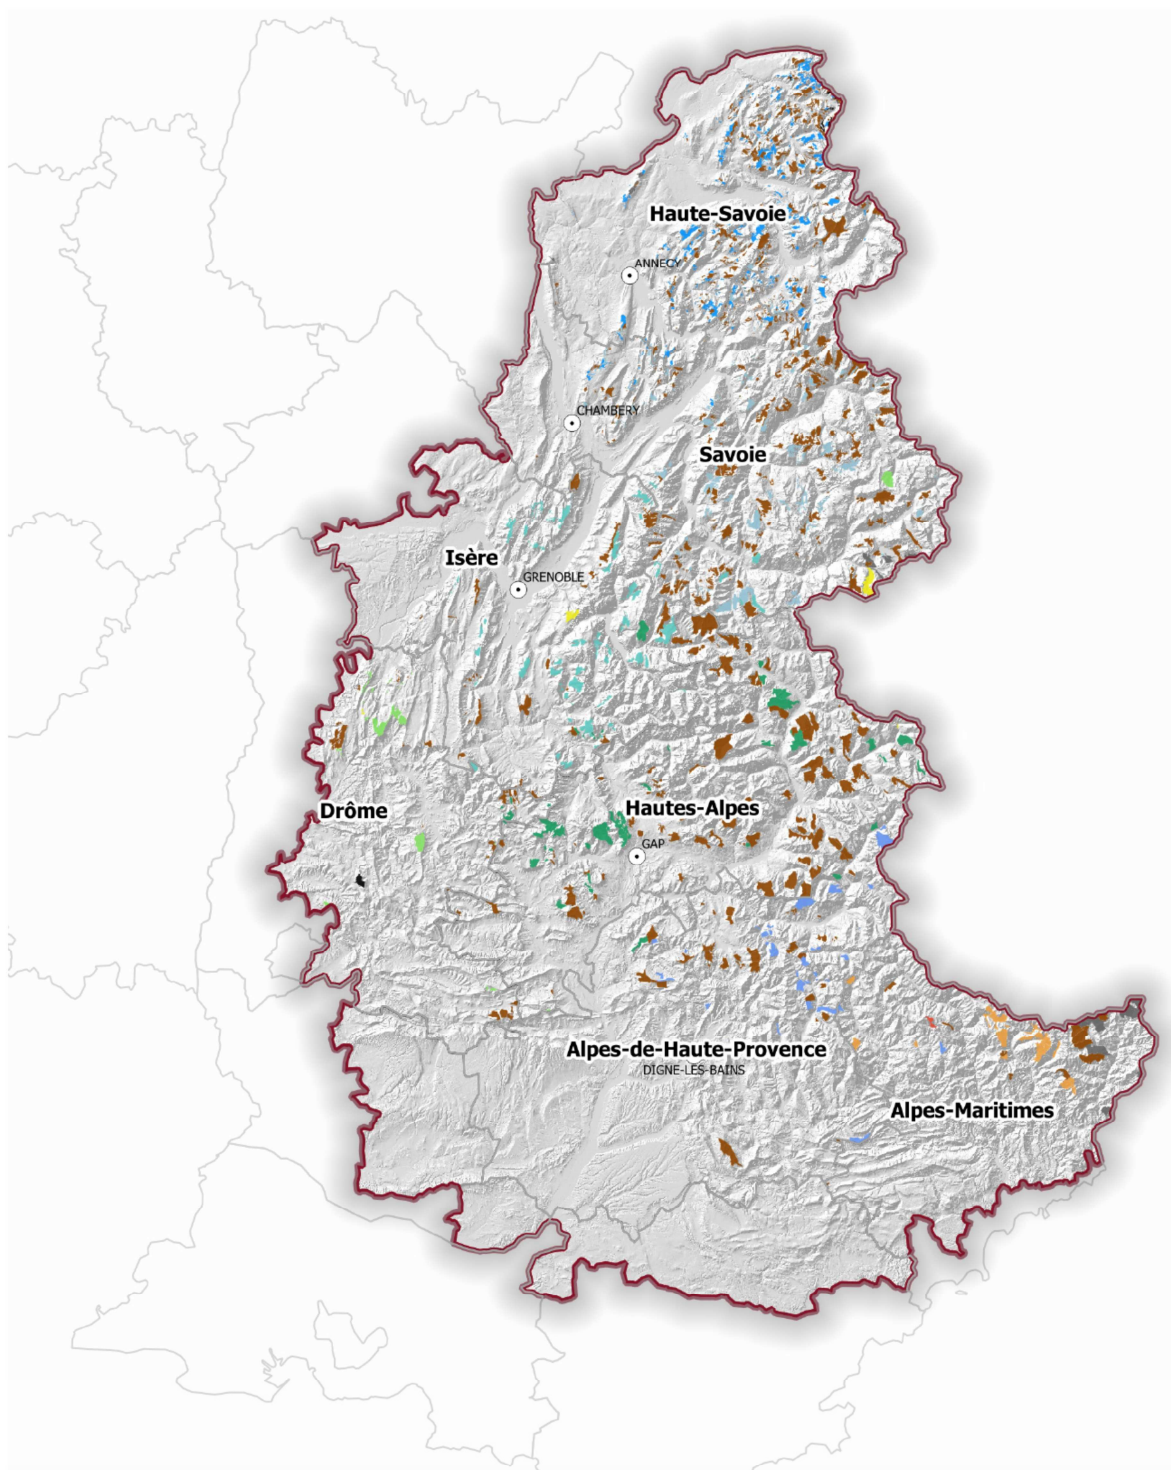 Haute-Savoie
ANNECY
CHAMBERY
Savoie
Isère
GRENOBLE
Drôme
Hautes-Alpes
GAP
Alpes-de-Haute-Provence
DIGNE-LES-BAINS
Alpes-Maritimes